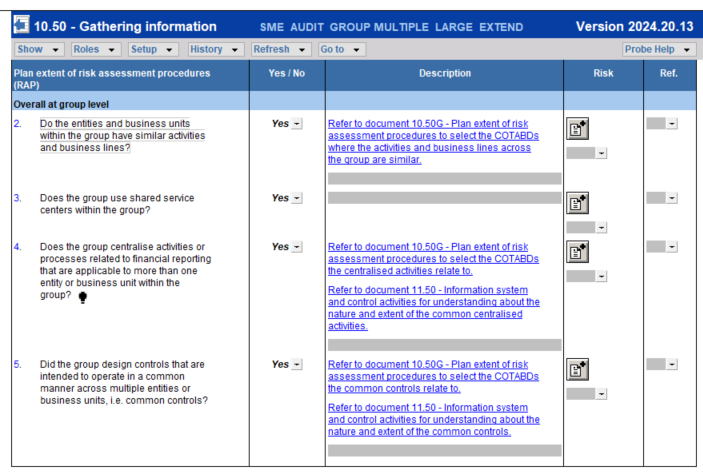 10.50 - Gathering information SME AUDIT GROUP MULTIPLE LARGE EXTEND Version 2024.20.13
Show Roles Setup History Refresh Go to Probe Help
Plan extent of risk assessment procedures
(RAP)
Yes / No
Description
Risk
Ref.
Overall at group level
2.
Do the entities and business units
within the group have similar activities
and business lines?
Yes
Refer to document 10.50G - Plan extent of risk
assessment procedures to select the COTABDs
where the activities and business lines across
the group are similar.
3.
Does the group use shared service
centers within the group?
Yes
4.
Does the group centralise activities or
processes related to financial reporting
that are applicable to more than one
entity or business unit within the
group?
Yes
Refer to document 10.50G - Plan extent of risk
assessment procedures to select the COTABDs
the centralised activities relate to.
Refer to document 11.50 - Information system
and control activities for understanding about the
nature and extent of the common centralised
activities.
5.
Did the group design controls that are
intended to operate in a common
manner across multiple entities or
business units, i.e. common controls?
Yes
Refer to document 10.50G - Plan extent of risk
assessment procedures to select the COTABDs
the common controls relate to.
Refer to document 11.50 - Information system
and control activities for understanding about the
nature and extent of the common controls.